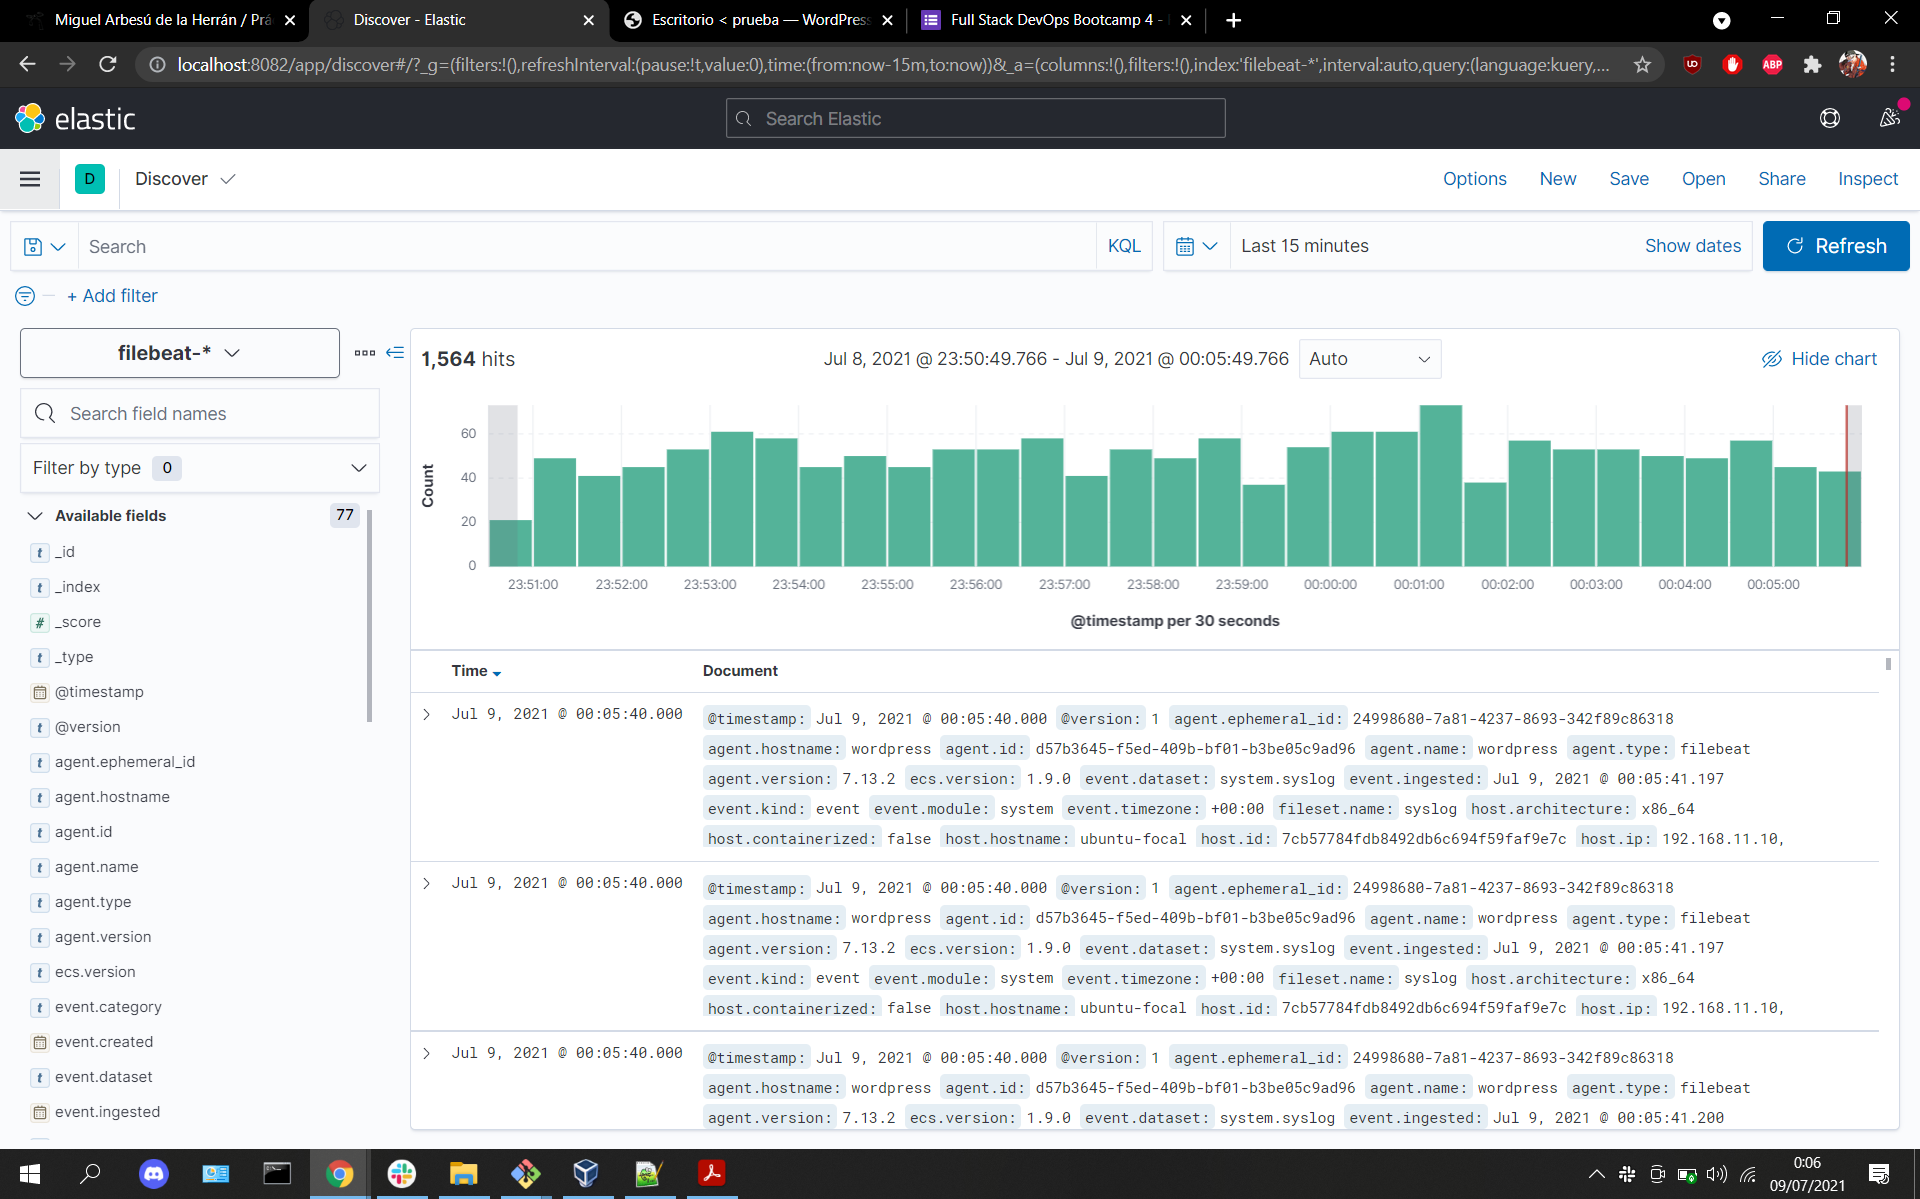 Miguel Arbesú de la Herrán / Prá
Discover - Elastic
Escritorio < prueba — WordPress
Full Stack DevOps Bootcamp 4 -
localhost:8082/app/discover#/?_g=(filters:!(),refreshInterval:(pause:!t,value:0),time:(from:now-15m,to:now))&_a=(columns:!(),filters:!(),index:'filebeat-*',interval:auto,query:(language:kuery,...
ABP
elastic
Search Elastic
D
Discover
Options
New
Save
Open
Share
Inspect
Search
KQL
Last 15 minutes
Show dates
Refresh
+ Add filter
filebeat-*
1,564 hits
Jul 8, 2021 @ 23:50:49.766 - Jul 9, 2021 @ 00:05:49.766
Auto
Hide chart
Search field names
Filter by type 0
Available fields 77
t _id
t _index
# _score
t _type
@timestamp
t @version
t agent.ephemeral_id
t agent.hostname
t agent.id
t agent.name
t agent.type
t agent.version
t ecs.version
t event.category
event.created
t event.dataset
event.ingested
Count
60
40
20
0
23:51:00 23:52:00 23:53:00 23:54:00 23:55:00 23:56:00 23:57:00 23:58:00 23:59:00 00:00:00 00:01:00 00:02:00 00:03:00 00:04:00 00:05:00
@timestamp per 30 seconds
Time Document
Jul 9, 2021 @ 00:05:40.000
@timestamp: Jul 9, 2021 @ 00:05:40.000 @version: 1 agent.ephemeral_id: 24998680-7a81-4237-8693-342f89c86318
agent.hostname: wordpress agent.id: d57b3645-f5ed-409b-bf01-b3be05c9ad96 agent.name: wordpress agent.type: filebeat
agent.version: 7.13.2 ecs.version: 1.9.0 event.dataset: system.syslog event.ingested: Jul 9, 2021 @ 00:05:41.197
event.kind: event event.module: system event.timezone: +00:00 fileset.name: syslog host.architecture: x86_64
host.containerized: false host.hostname: ubuntu-focal host.id: 7cb57784fdb8492db6c694f59faf9e7c host.ip: 192.168.11.10,
Jul 9, 2021 @ 00:05:40.000
@timestamp: Jul 9, 2021 @ 00:05:40.000 @version: 1 agent.ephemeral_id: 24998680-7a81-4237-8693-342f89c86318
agent.hostname: wordpress agent.id: d57b3645-f5ed-409b-bf01-b3be05c9ad96 agent.name: wordpress agent.type: filebeat
agent.version: 7.13.2 ecs.version: 1.9.0 event.dataset: system.syslog event.ingested: Jul 9, 2021 @ 00:05:41.197
event.kind: event event.module: system event.timezone: +00:00 fileset.name: syslog host.architecture: x86_64
host.containerized: false host.hostname: ubuntu-focal host.id: 7cb57784fdb8492db6c694f59faf9e7c host.ip: 192.168.11.10,
Jul 9, 2021 @ 00:05:40.000
@timestamp: Jul 9, 2021 @ 00:05:40.000 @version: 1 agent.ephemeral_id: 24998680-7a81-4237-8693-342f89c86318
agent.hostname: wordpress agent.id: d57b3645-f5ed-409b-bf01-b3be05c9ad96 agent.name: wordpress agent.type: filebeat
agent.version: 7.13.2 ecs.version: 1.9.0 event.dataset: system.syslog event.ingested: Jul 9, 2021 @ 00:05:41.200
0:06
09/07/2021